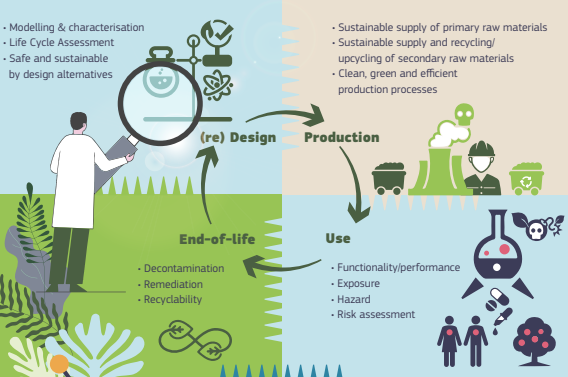 • Modelling & characterisation
• Life Cycle Assessment
• Safe and sustainable
by design alternatives
• Sustainable supply of primary raw materials
• Sustainable supply and recycling/
upcycling of secondary raw materials
• Clean, green and efficient
production processes
(re) Design
Production
End-of-life
• Decontamination
• Remediation
• Recyclability
Use
• Functionality/performance
• Exposure
• Hazard
• Risk assessment